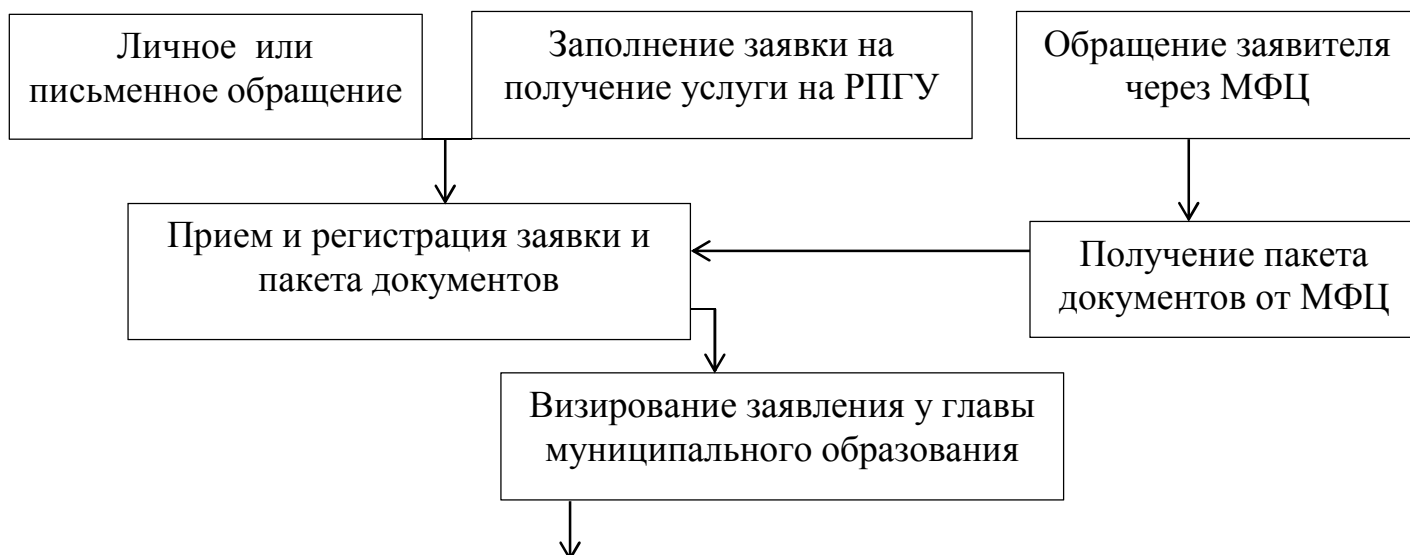 Личное или
письменное обращение
Заполнение заявки на
получение услуги на РПГУ
Обращение заявителя
через МФЦ
Прием и регистрация заявки и
пакета документов
Получение пакета
документов от МФЦ
Визирование заявления у главы
муниципального образования